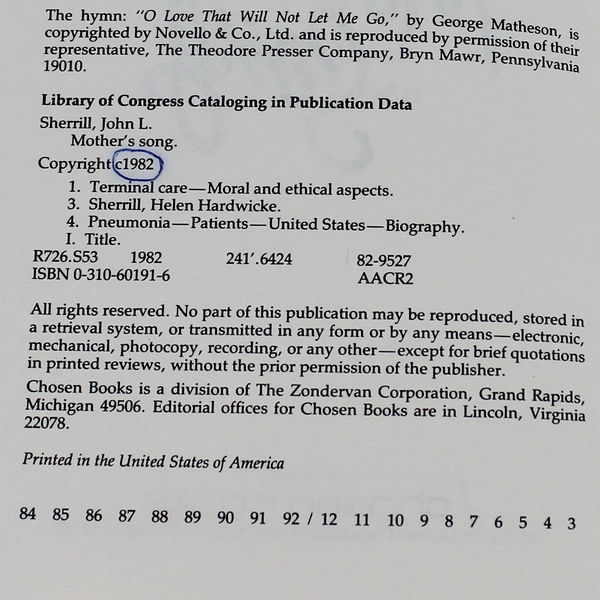 The hymn: "O Love That Will Not Let Me Go," by George Matheson, is
copyrighted by Novello & Co., Ltd. and is reproduced by permission of their
representative, The Theodore Presser Company, Bryn Mawr, Pennsylvania
19010.
Library of Congress Cataloging in Publication Data
Sherrill, John L.
Mother's song.
Copyright c1982
1. Terminal care—Moral and ethical aspects.
3. Sherrill, Helen Hardwicke.
4. Pneumonia—Patients—United States—Biography.
I. Title.
R726.S53 1982 241'.6424 82-9527
ISBN 0-310-60191-6 AACR2
All rights reserved. No part of this publication may be reproduced, stored in
a retrieval system, or transmitted in any form or by any means—electronic,
mechanical, photocopy, recording, or any other—except for brief quotations
in printed reviews, without the prior permission of the publisher.
Chosen Books is a division of The Zondervan Corporation, Grand Rapids,
Michigan 49506. Editorial offices for Chosen Books are in Lincoln, Virginia
22078.
Printed in the United States of America
84 85 86 87 88 89 90 91 92 / 12 11 10 9 8 7 6 5 4 3